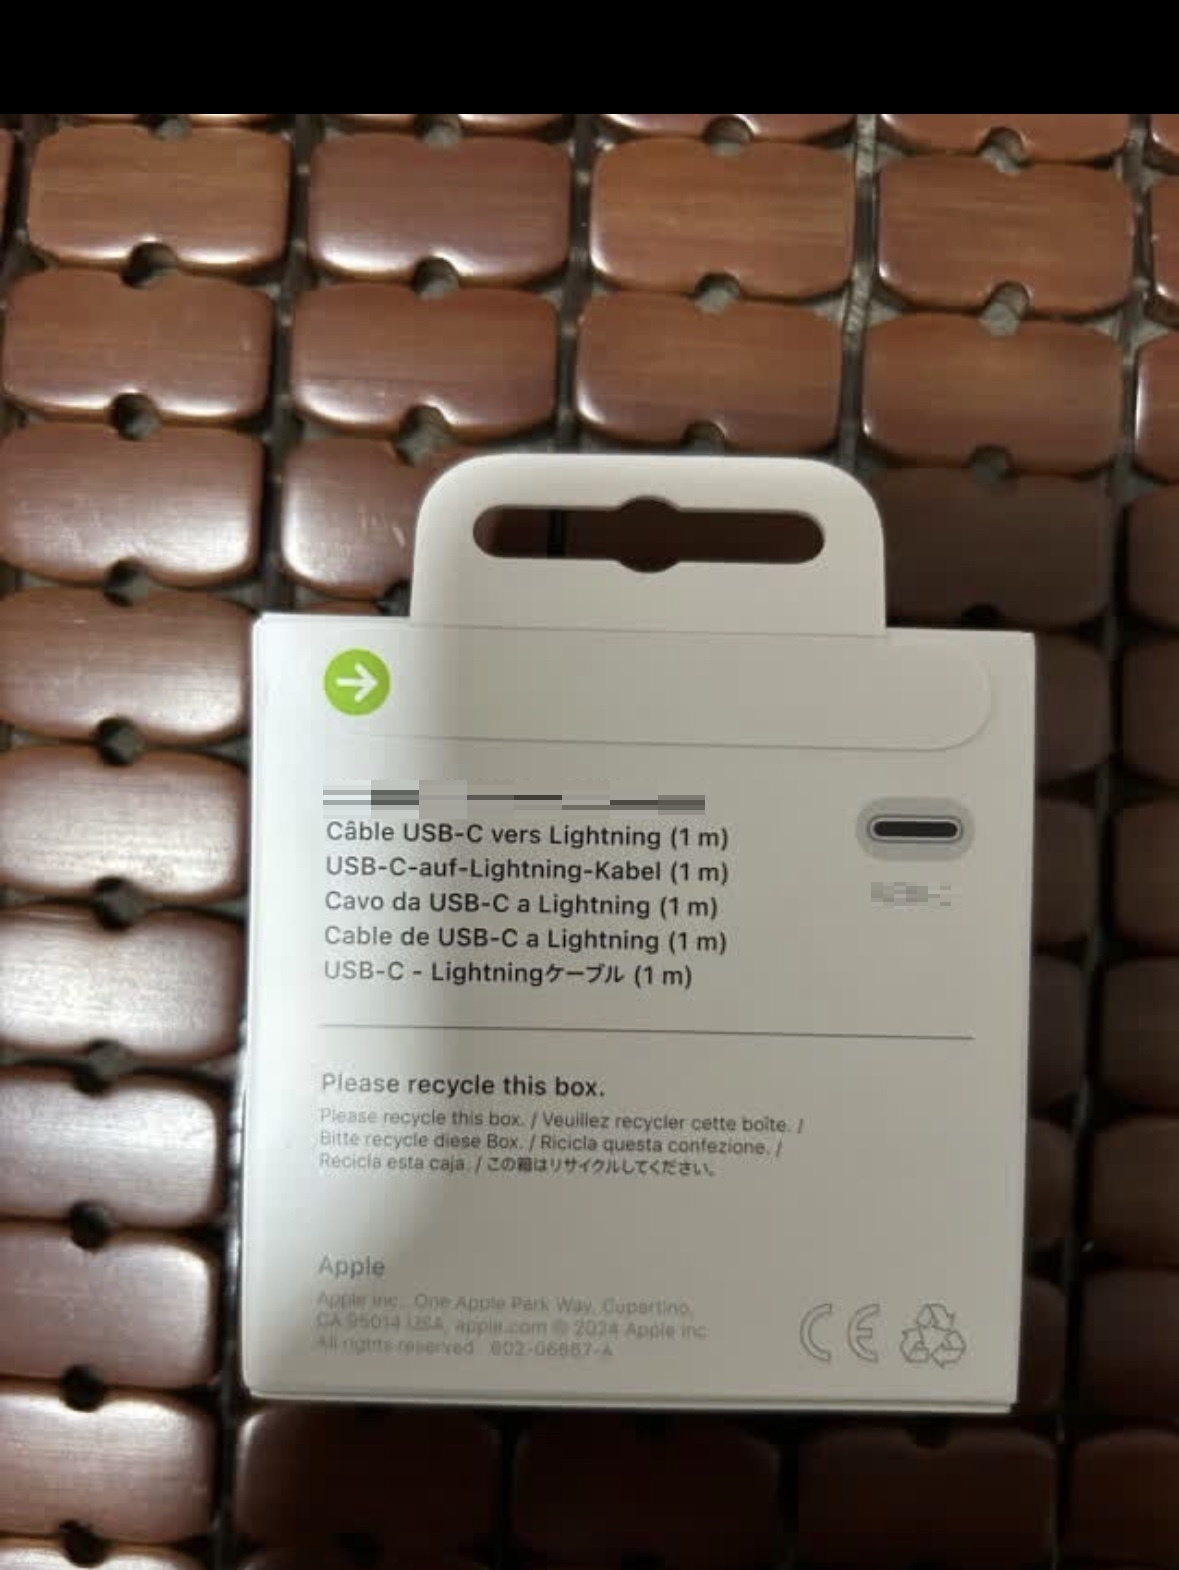 Câble USB-C vers Lightning (1 m)
USB-C-auf-Lightning-Kabel (1 m)
Cavo da USB-C a Lightning (1 m)
Cable de USB-C a Lightning (1 m)
USB-C - Lightningケーブル (1 m)
Please recycle this box.
Please recycle this box. / Veuillez recycler cette boîte. /
Bitte recycle diese Box. / Ricicla questa confezione. /
Recicla esta caja. / この箱はリサイクルしてください。
Apple
Apple Inc., One Apple Park Way, Cupertino,
CA 95014 USA, apple.com © 2024 Apple Inc.
All rights reserved. 602-06667-A
CE